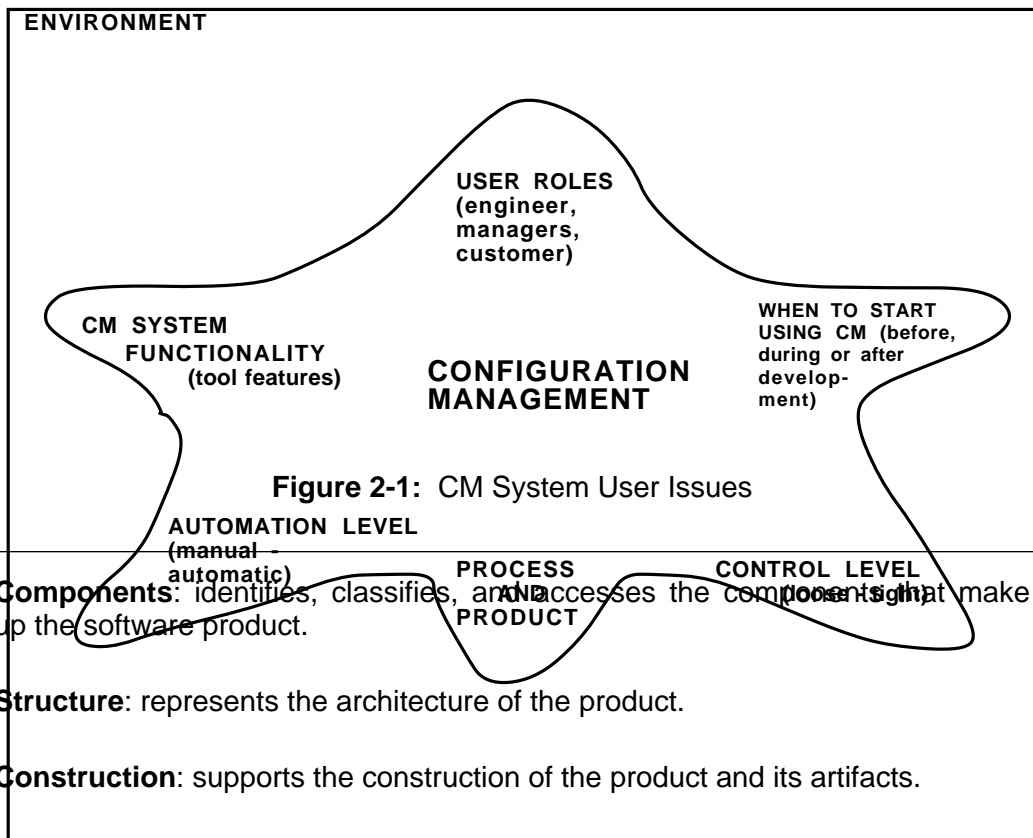 ENVIRONMENT
USER ROLES
(engineer,
managers,
customer)
CM SYSTEM
FUNCTIONALITY
(tool features)
CONFIGURATION
MANAGEMENT
WHEN TO START
USING CM (before,
during or after
develop-
ment)
Figure 2-1: CM System User Issues
AUTOMATION LEVEL
(manual -
automatic)
PROCESS
AND
PRODUCT
CONTROL LEVEL
(loose - tight)
Components: identifies, classifies, and accesses the components that make
up the software product.
Structure: represents the architecture of the product.
Construction: supports the construction of the product and its artifacts.